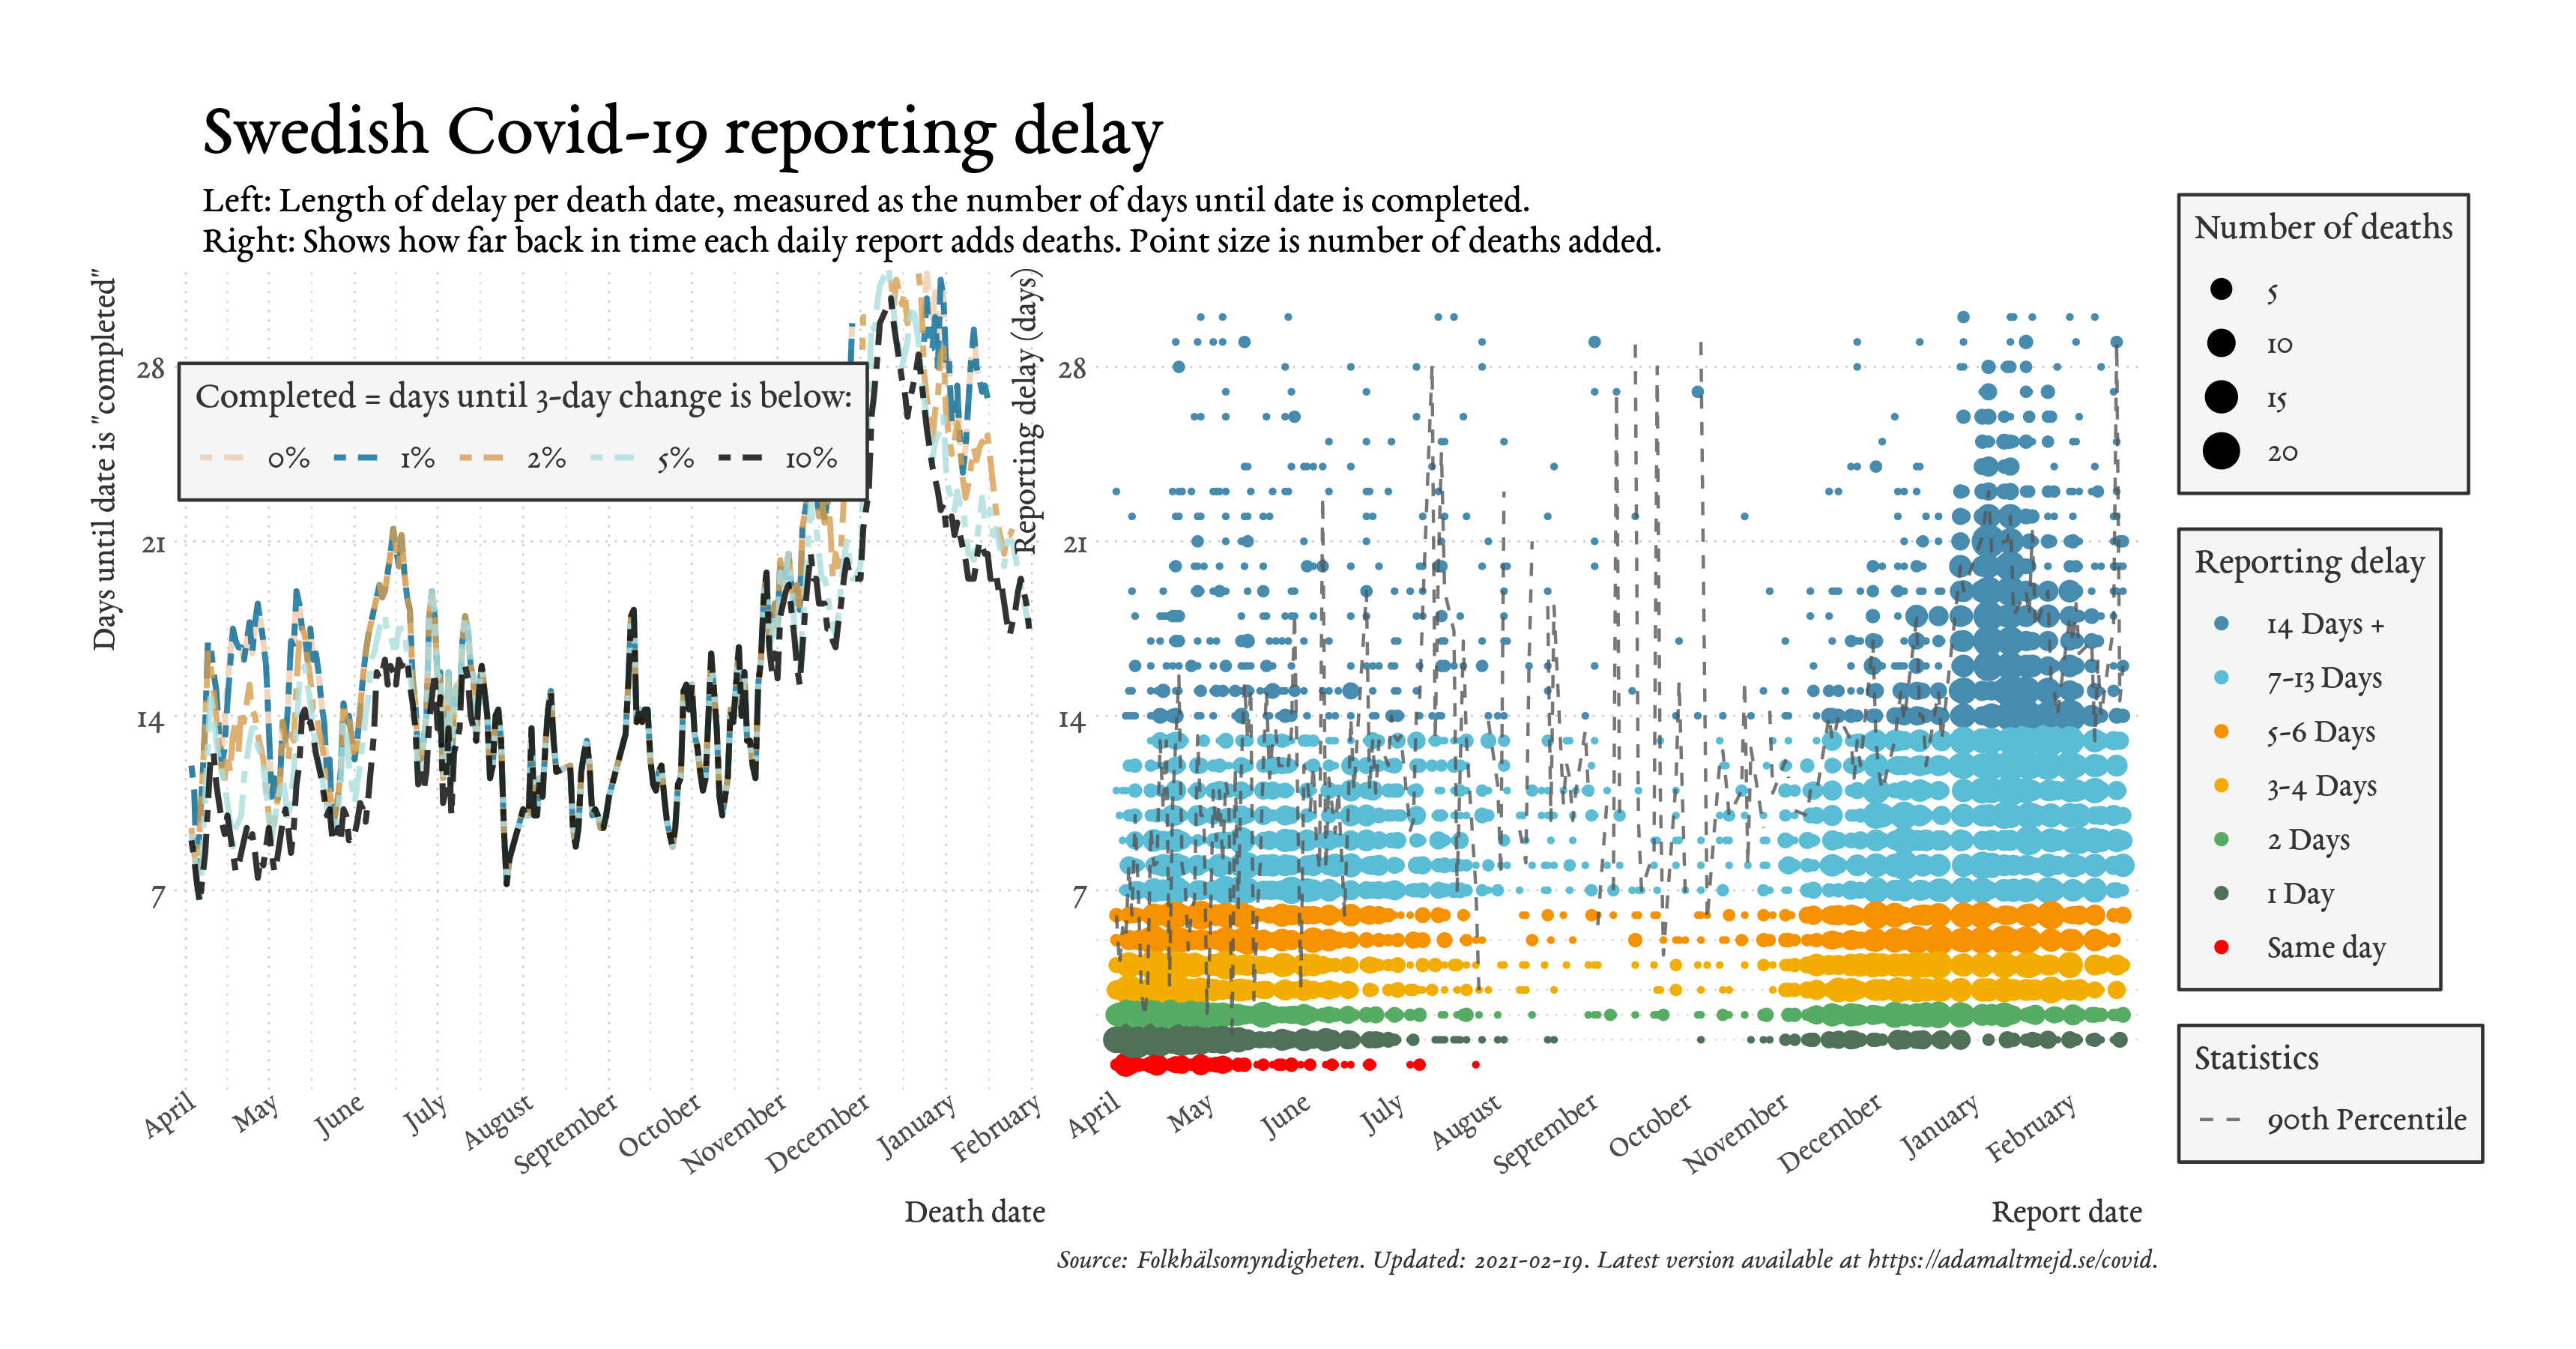 Swedish Covid-19 reporting delay
Left: Length of delay per death date, measured as the number of days until date is completed.
Right: Shows how far back in time each daily report adds deaths. Point size is number of deaths added.
Days until date is "completed"
28
21
14
7
Completed = days until 3-day change is below:
0% 1% 2% 5% 10%
April May June July August September October November December January February
Death date
Reporting delay (days)
28
21
14
7
April May June July August September October November December January February
Report date
Number of deaths
5
10
15
20
Reporting delay
14 Days +
7-13 Days
5-6 Days
3-4 Days
2 Days
1 Day
Same day
Statistics
90th Percentile
Source: Folkhälsomyndigheten. Updated: 2021-02-19. Latest version available at https://adamaltmejd.se/covid.